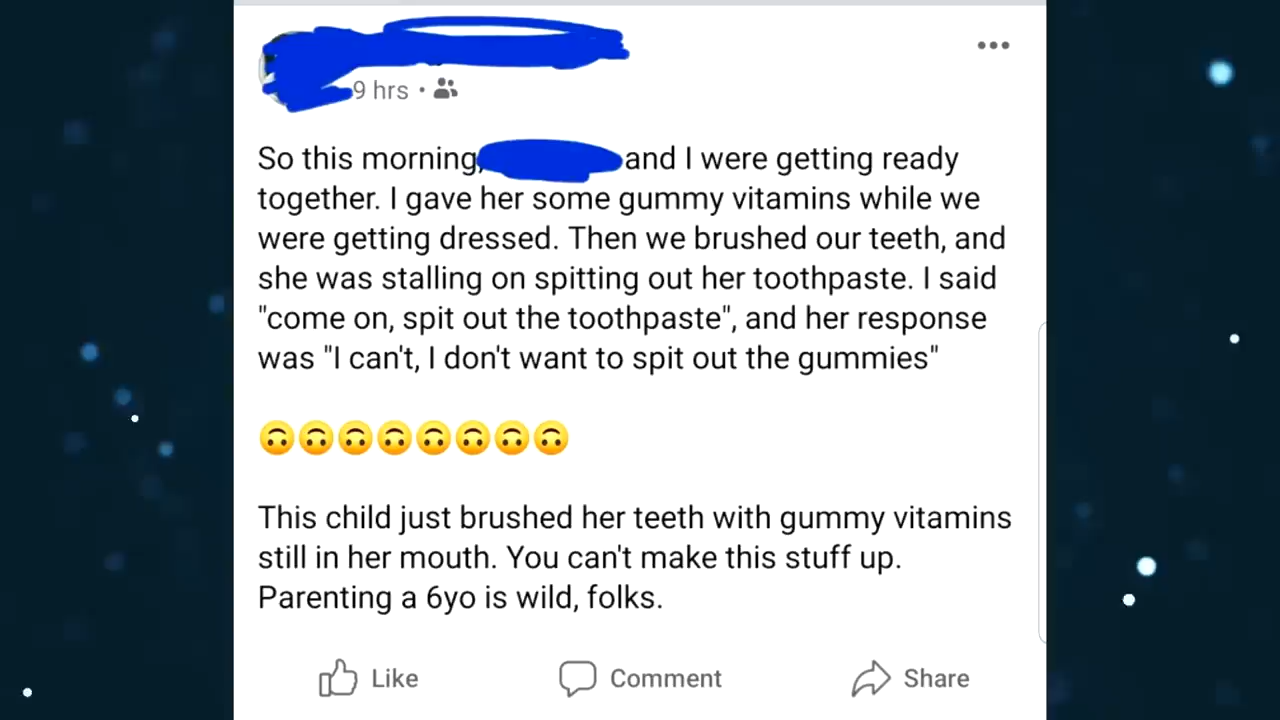 9 hrs •
So this morning, and I were getting ready
together. I gave her some gummy vitamins while we
were getting dressed. Then we brushed our teeth, and
she was stalling on spitting out her toothpaste. I said
"come on, spit out the toothpaste", and her response
was "I can't, I don't want to spit out the gummies"
🙃🙃🙃🙃🙃🙃🙃🙃
This child just brushed her teeth with gummy vitamins
still in her mouth. You can't make this stuff up.
Parenting a 6yo is wild, folks.
Like Comment Share